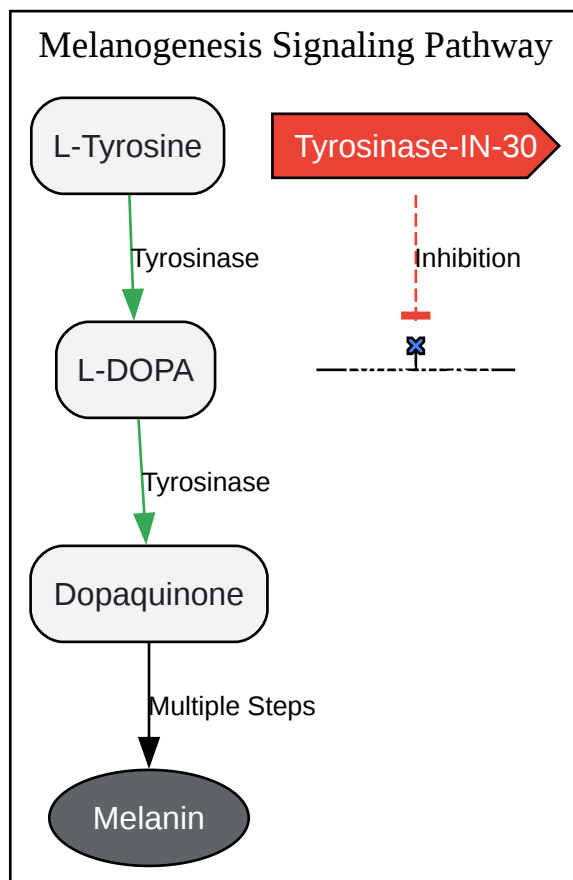 Melanogenesis Signaling Pathway
L-Tyrosine
Tyrosinase-IN-30
Tyrosinase
Inhibition
L-DOPA
Tyrosinase
Dopaquinone
Multiple Steps
Melanin